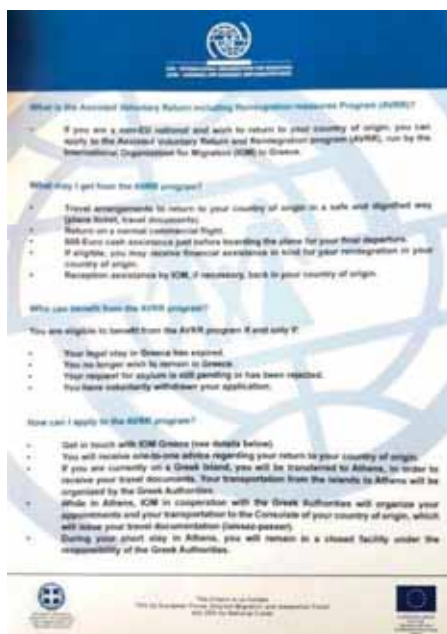 What is the Assisted Voluntary Return including Reintegration measures Program (AVRR)?
If you are a non-EU national and wish to return to your country of origin, you can
apply to the Assisted Voluntary Return and Reintegration program (AVRR), run by the
International Organization for Migration (IOM) in Greece.
What may I get from the AVRR program?
Travel arrangements to return to your country of origin in a safe and dignified way
(plane ticket, travel documents);
Return on a normal commercial flight.
Euro cash assistance just before boarding the plane for your final departure.
If eligible, you may receive financial assistance in kind for your reintegration in your
country of origin.
Reception assistance by IOM, if necessary, back in your country of origin.
Who can benefit from the AVRR program?
You are eligible to benefit from the AVRR program if and only if:
Your legal stay in Greece has expired.
You no longer wish to remain in Greece.
Your request for asylum is still pending or has been rejected.
You have voluntarily withdrawn your application.
How can I apply to the AVRR program?
Get in touch with IOM Greece (see details below)
You will receive one-to-one advice regarding your return to your country of origin.
If you are currently on a Greek island, you will be transferred to Athens, in order to
receive your travel documents. Your transportation from the islands to Athens will be
organized by the Greek Authorities.
While in Athens, IOM in cooperation with the Greek Authorities will organize your
appointments and your transportation to the Consulate of your country of origin, which
will issue your travel documentation (laissez-passer).
During your short stay in Athens, you will remain in a closed facility under the
responsibility of the Greek Authorities.